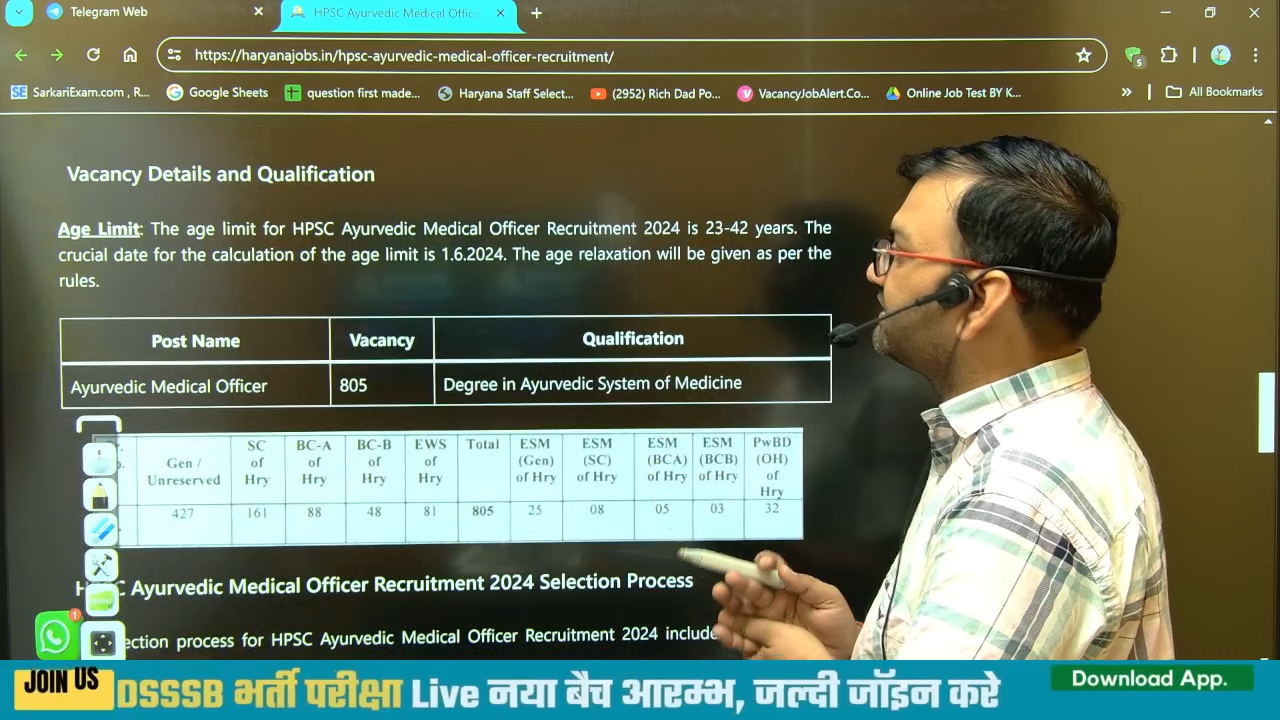 Telegram Web
HPSC Ayurvedic Medical Offic
https://haryanajobs.in/hpsc-ayurvedic-medical-officer-recruitment/
SarkariExam.com , R...
Google Sheets
question first made...
Haryana Staff Select...
(2952) Rich Dad Po...
VacancyJobAlert.Co...
Online Job Test BY K...
All Bookmarks
Vacancy Details and Qualification
Age Limit: The age limit for HPSC Ayurvedic Medical Officer Recruitment 2024 is 23-42 years. The
crucial date for the calculation of the age limit is 1.6.2024. The age relaxation will be given as per the
rules.
Post Name Vacancy Qualification
Ayurvedic Medical Officer 805 Degree in Ayurvedic System of Medicine
Gen / Unreserved SC of Hry BC-A of Hry BC-B of Hry EWS of Hry Total ESM (Gen) of Hry ESM (SC) of Hry ESM (BCA) of Hry ESM (BCB) of Hry PwBD (OH) of Hry
427 161 88 48 81 805 25 08 05 03 32
Ayurvedic Medical Officer Recruitment 2024 Selection Process
process for HPSC Ayurvedic Medical Officer Recruitment 2024
JOIN US
DSSSB भर्ती परीक्षा Live नया बैच आरम्भ, जल्दी जॉइन करे
Download App.